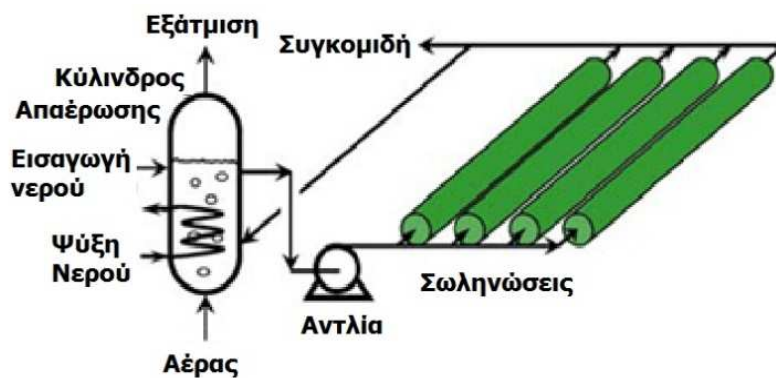 Εξάτμιση
Συγκομιδή
Κύλινδρος
Απαέρωσης
Εισαγωγή
νερού
Ψύξη
Νερού
Σωληνώσεις
Αντλία
Αέρας